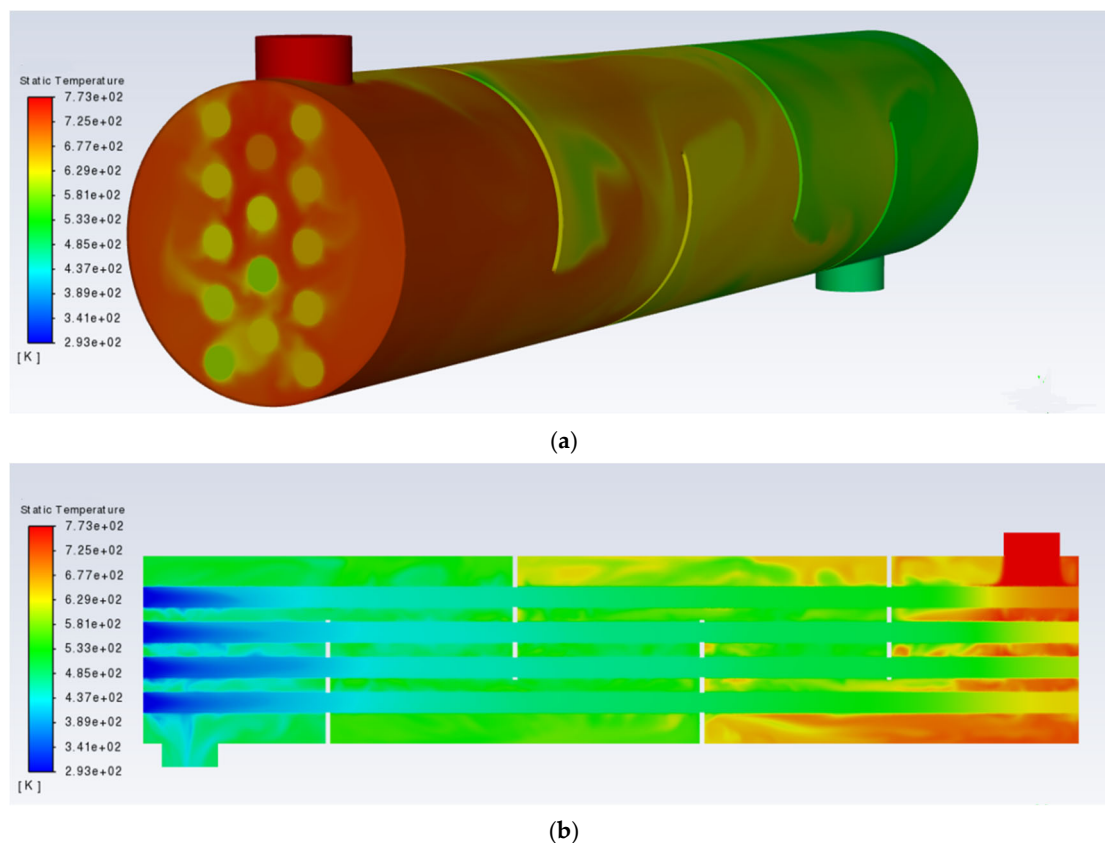 Static Temperature
7.73e+02
7.25e+02
6.77e+02
6.29e+02
5.81e+02
5.33e+02
4.85e+02
4.37e+02
3.89e+02
3.41e+02
2.93e+02
[ K ]
(a)
Static Temperature
7.73e+02
7.25e+02
6.77e+02
6.29e+02
5.81e+02
5.33e+02
4.85e+02
4.37e+02
3.89e+02
3.41e+02
2.93e+02
[ K ]
(b)